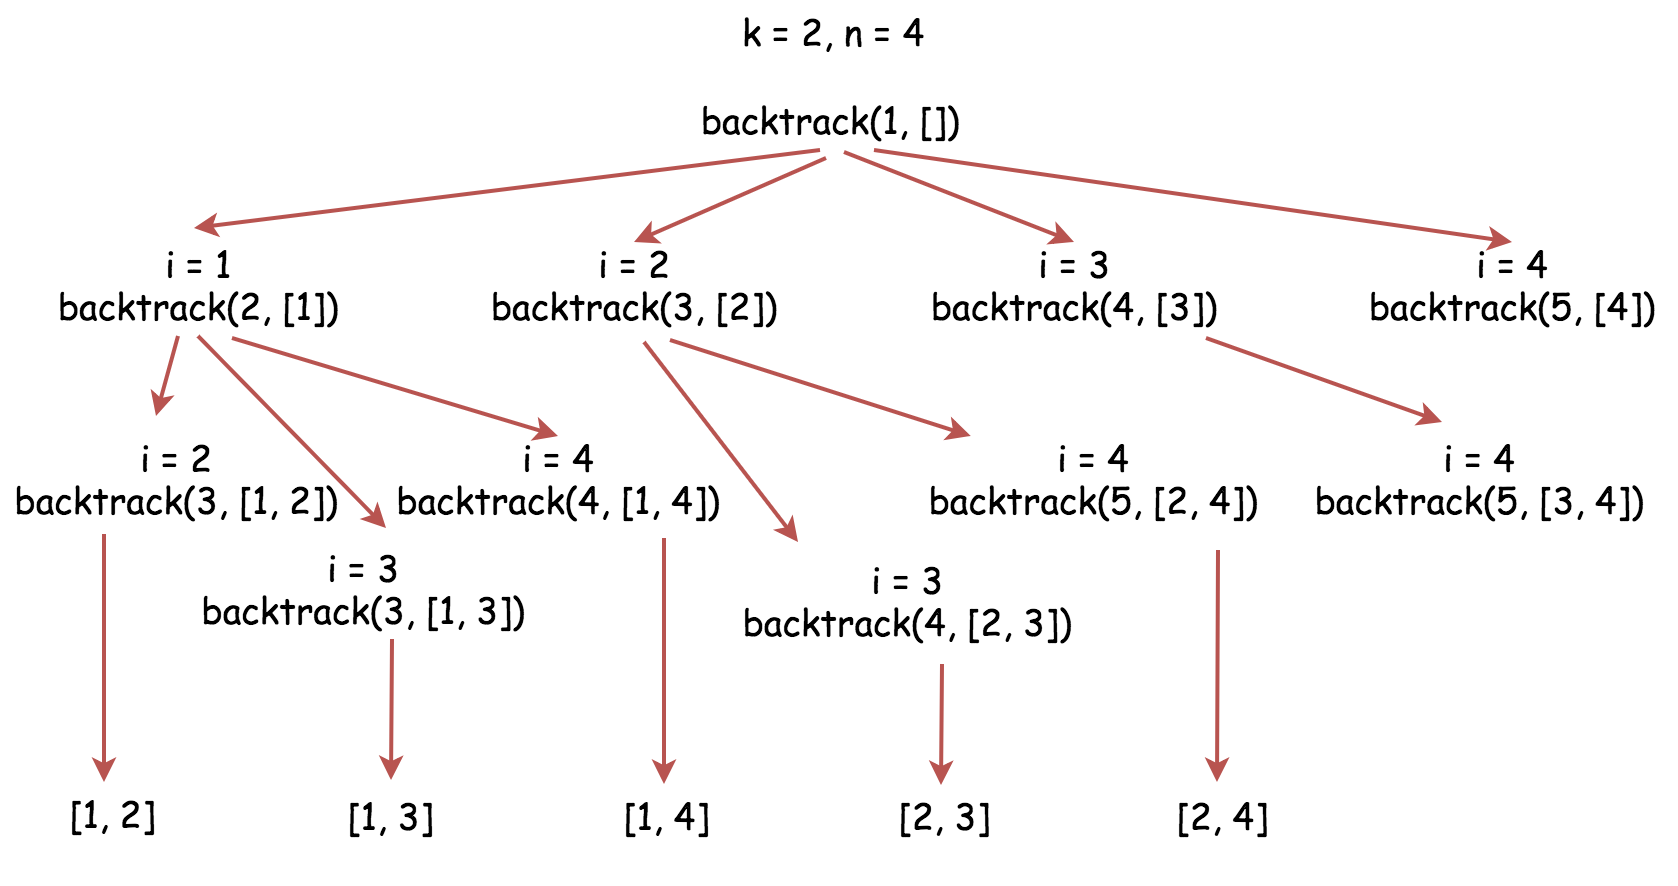 k = 2, n = 4
backtrack(1, [])
i = 1
backtrack(2, [1])
i = 2
backtrack(3, [2])
i = 3
backtrack(4, [3])
i = 4
backtrack(5, [4])
i = 2
backtrack(3, [1, 2])
i = 4
backtrack(4, [1, 4])
i = 4
backtrack(5, [2, 4])
i = 4
backtrack(5, [3, 4])
i = 3
backtrack(3, [1, 3])
i = 3
backtrack(4, [2, 3])
[1, 2]
[1, 3]
[1, 4]
[2, 3]
[2, 4]